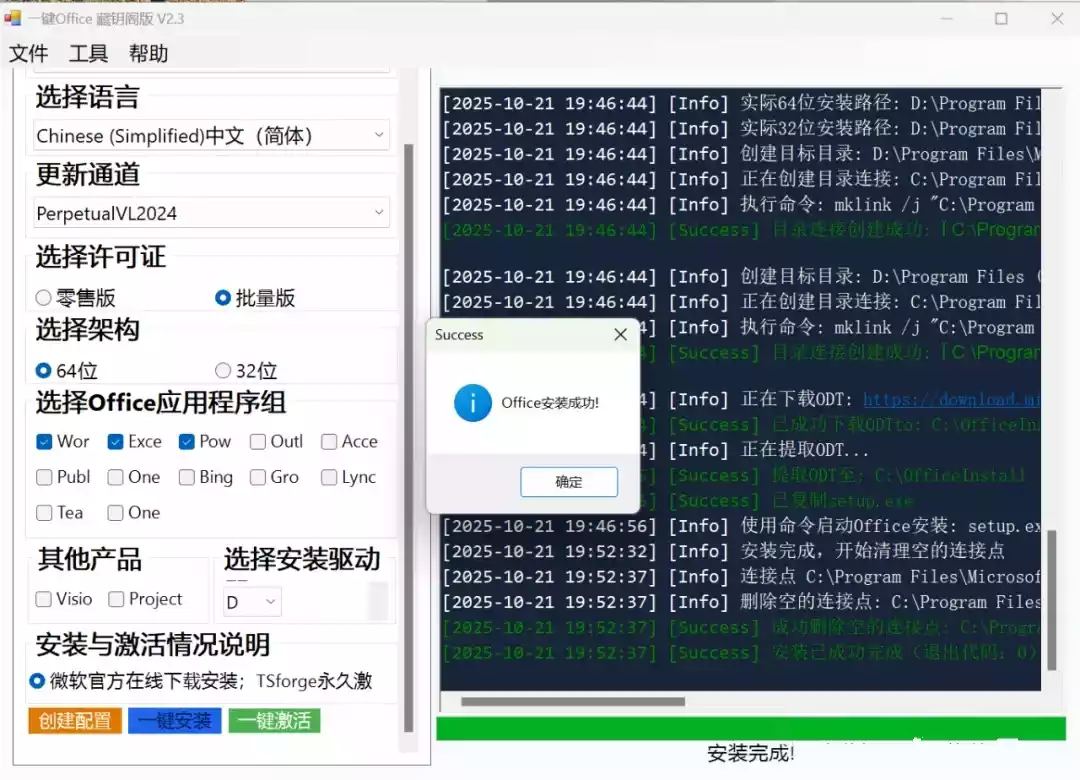 一键Office 藏钥阁版 V2.3
文件 工具 帮助
选择语言
Chinese (Simplified)中文（简体）
更新通道
PerpetualVL2024
选择许可证
零售版 批量版
选择架构
64位 32位
选择Office应用程序组
Wor Exce Pow Outl Acce
Publ One Bing Gro Lync
Tea One
其他产品
选择安装驱动
Visio Project
D
安装与激活情况说明
微软官方在线下载安装；TSforge永久激
创建配置 一键安装 一键激活
[2025-10-21 19:46:44] [Info] 实际64位安装路径: D:\Program Fil
[2025-10-21 19:46:44] [Info] 实际32位安装路径: D:\Program Fil
[2025-10-21 19:46:44] [Info] 创建目标目录: D:\Program Files\M
[2025-10-21 19:46:44] [Info] 正在创建目录连接: C:\Program Fil
[2025-10-21 19:46:44] [Info] 执行命令: mklink /j "C:\Program
[2025-10-21 19:46:44] [Success] 目录连接创建成功: C:\Program
[2025-10-21 19:46:44] [Info] 创建目标目录: D:\Program Files (
[2025-10-21 19:46:44] [Info] 正在创建目录连接: C:\Program Fil
4] [Info] 执行命令: mklink /j "C:\Program
4] [Success] 目录连接创建成功: C:\Program
4] [Info] 正在下载ODT: https://download.mi
[Success] 已成功下载ODTto: C:\OfficeIn
4] [Info] 正在提取ODT...
[Success] 提取ODT至: C:\OfficeInstall
[Success] 已复制setup.exe
[2025-10-21 19:46:56] [Info] 使用命令启动Office安装: setup.ex
[2025-10-21 19:52:32] [Info] 安装完成，开始清理空的连接点
[2025-10-21 19:52:37] [Info] 连接点 C:\Program Files\Microsof
[2025-10-21 19:52:37] [Info] 删除空的连接点: C:\Program Files
[2025-10-21 19:52:37] [Success] 成功删除空的连接点: C:\Progra
[2025-10-21 19:52:37] [Success] 安装已成功完成（退出代码: 0）
Success
Office安装成功!
确定
安装完成!